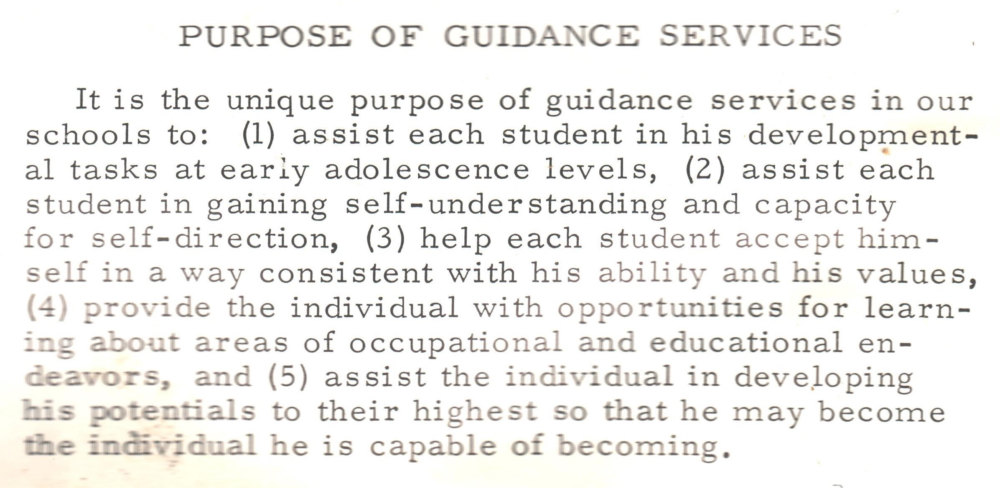 PURPOSE OF GUIDANCE SERVICES
It is the unique purpose of guidance services in our
schools to: (1) assist each student in his development-
al tasks at early adolescence levels, (2) assist each
student in gaining self-understanding and capacity
for self-direction, (3) help each student accept him-
self in a way consistent with his ability and his values,
(4) provide the individual with opportunities for learn-
ing about areas of occupational and educational en-
deavors, and (5) assist the individual in developing
his potentials to their highest so that he may become
the individual he is capable of becoming.